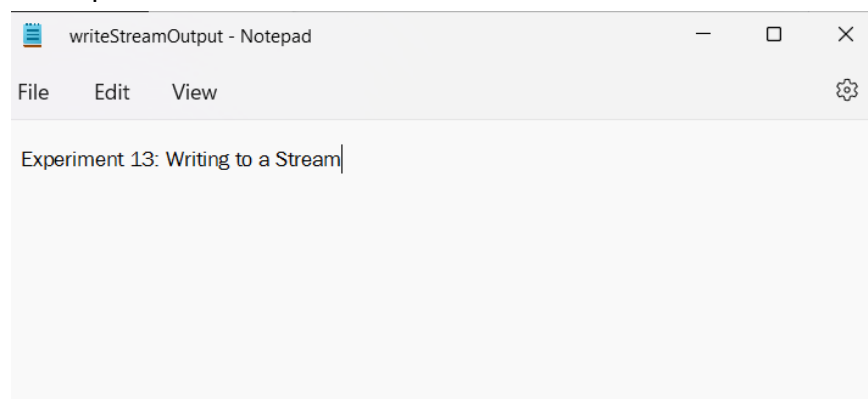 writeStreamOutput - Notepad
File Edit View
Experiment 13: Writing to a Stream